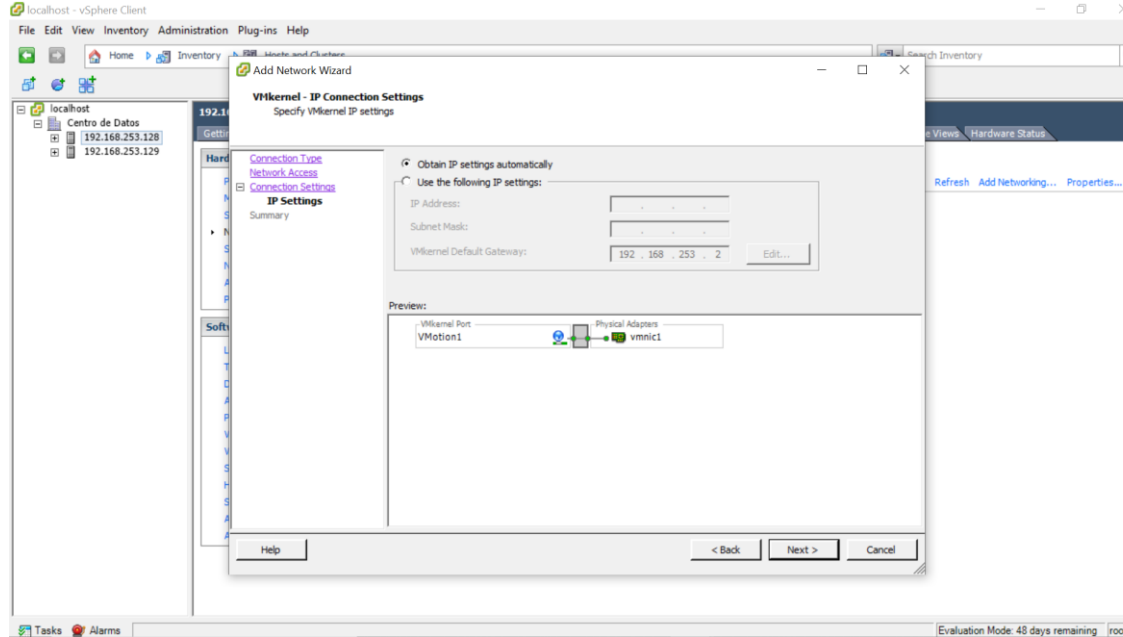 localhost - vSphere Client
File Edit View Inventory Administration Plug-ins Help
Home Inventory Hosts and Clusters
Search Inventory
Add Network Wizard
VMkernel - IP Connection Settings
Specify VMkernel IP settings
localhost
Centro de Datos
192.168.253.128
192.168.253.129
Views Hardware Status
Refresh Add Networking... Properties...
Connection Type
Network Access
Connection Settings
IP Settings
Summary
Obtain IP settings automatically
Use the following IP settings:
IP Address:
Subnet Mask:
VMkernel Default Gateway: 192 . 168 . 253 . 2 Edit...
Preview:
VMkernel Port Physical Adapters
VMotion1 vmnic1
Help < Back Next > Cancel
Tasks Alarms Evaluation Mode: 48 days remaining